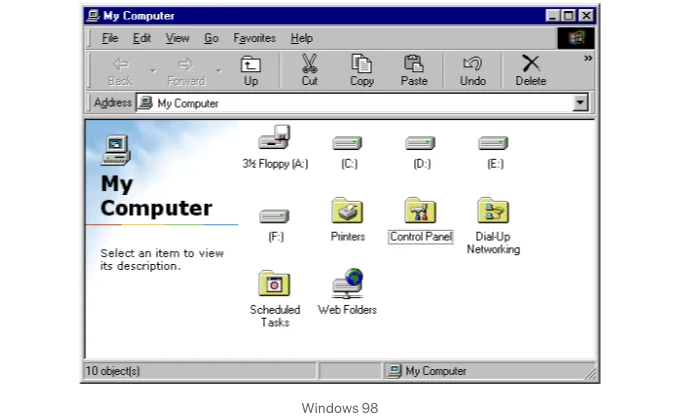 My Computer
File Edit View Go Favorites Help
Back Forward Up Cut Copy Paste Undo Delete »
Address My Computer
3½ Floppy (A:) (C:) (D:) (E:)
My
Computer
(F:) Printers Control Panel Dial-Up
Networking
Select an item to view
its description.
Scheduled
Tasks
Web Folders
10 object(s) My Computer
Windows 98